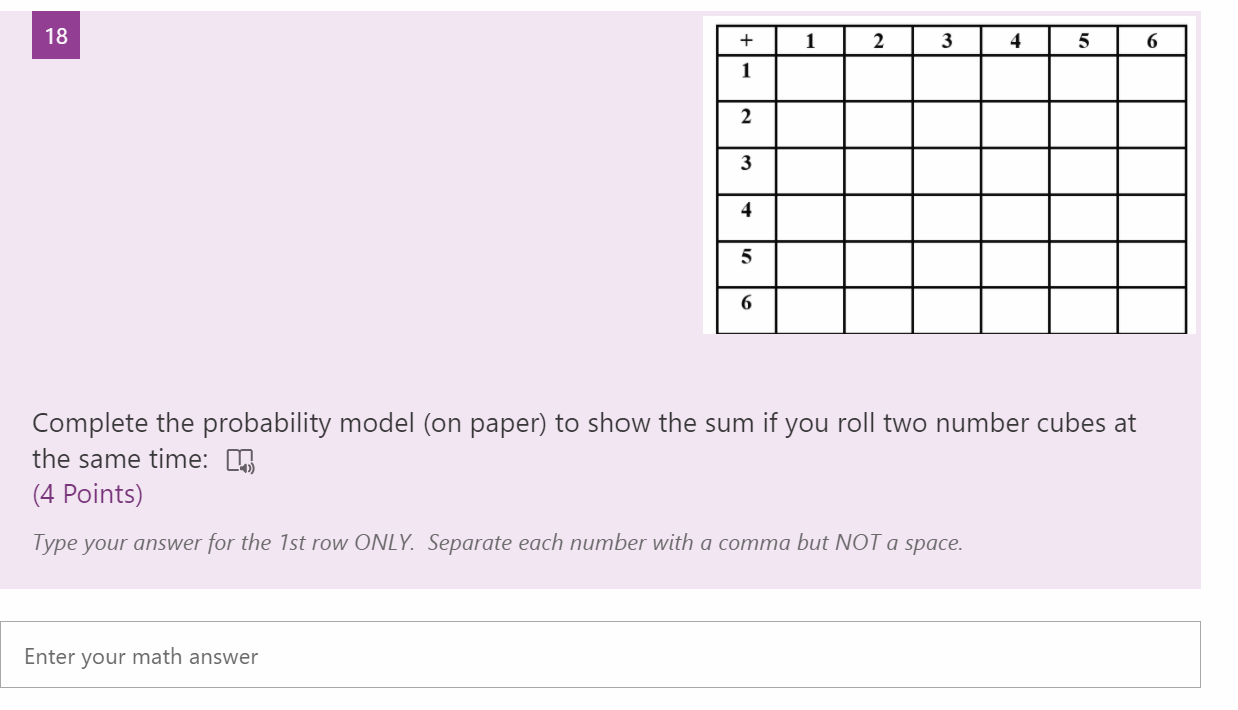 18
+ 1 2 3 4 5 6
1
2
3
4
5
6
Complete the probability model (on paper) to show the sum if you roll two number cubes at
the same time:
(4 Points)
Type your answer for the 1st row ONLY.  Separate each number with a comma but NOT a space.
Enter your math answer